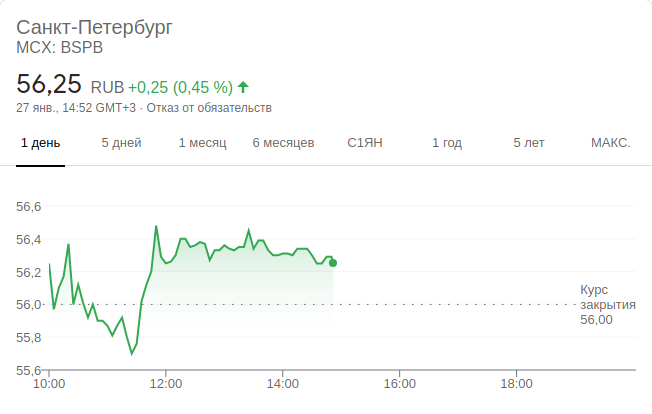 Санкт-Петербург
MCX: BSPB
56,25 RUB +0,25 (0,45 %)
27 янв., 14:52 GMT+3 · Отказ от обязательств
1 день 5 дней 1 месяц 6 месяцев С1ЯН 1 год 5 лет МАКС.
56,6
56,4
56,2
56,0
55,8
55,6
Курс
закрытия
56,00
10:00 12:00 14:00 16:00 18:00